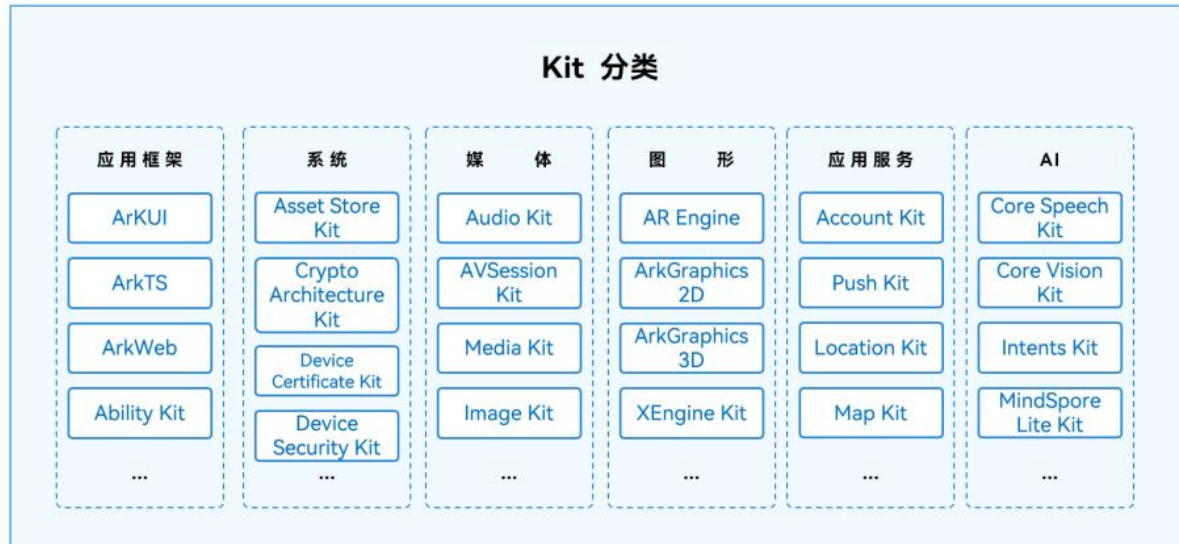 Kit 分类
应用框架
ArKUI
ArkTS
ArkWeb
Ability Kit
...
系统
Asset Store
Kit
Crypto
Architecture
Kit
Device
Certificate Kit
Device
Security Kit
...
媒 体
Audio Kit
AVSession
Kit
Media Kit
Image Kit
...
图 形
AR Engine
ArkGraphics
2D
ArkGraphics
3D
XEngine Kit
...
应用服务
Account Kit
Push Kit
Location Kit
Map Kit
...
AI
Core Speech
Kit
Core Vision
Kit
Intents Kit
MindSpore
Lite Kit
...